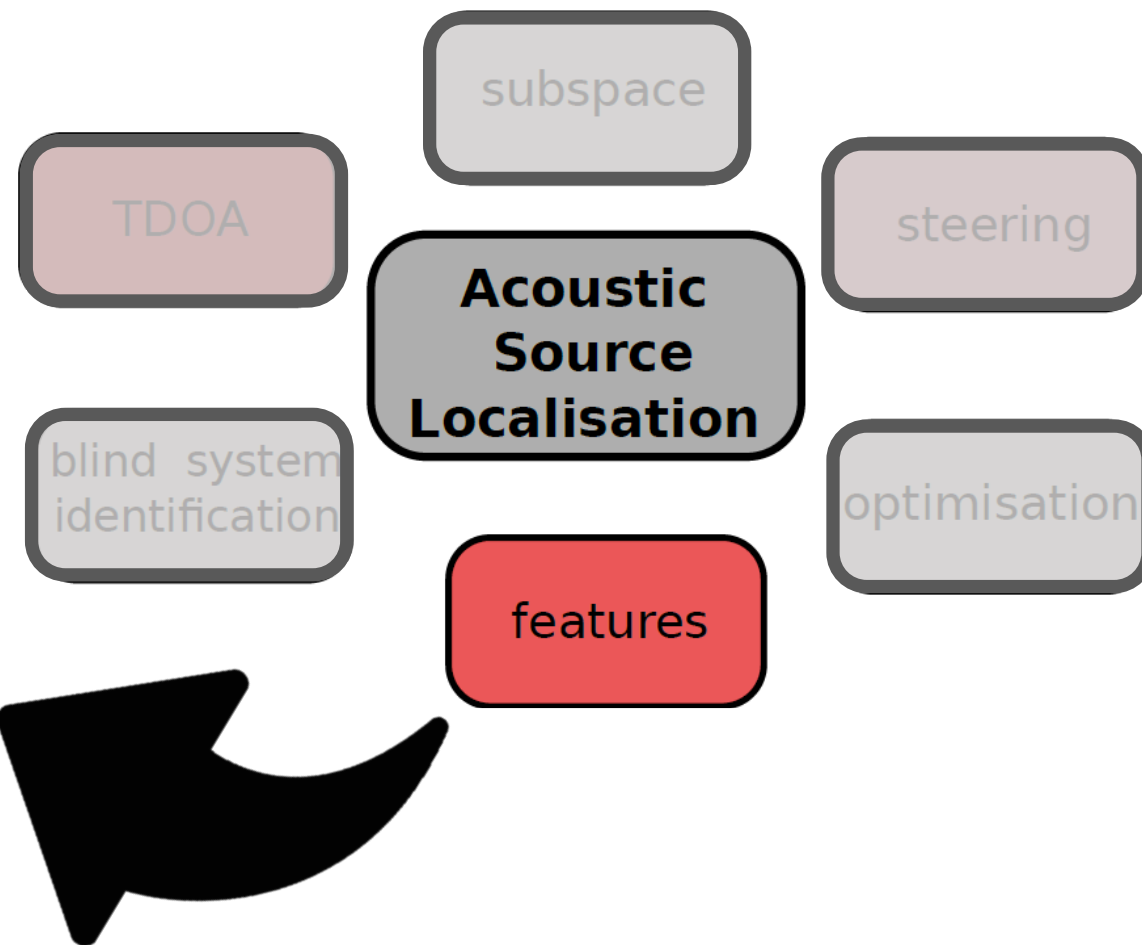 subspace
TDOA
steering
Acoustic
Source
Localisation
blind system
identification
optimisation
features